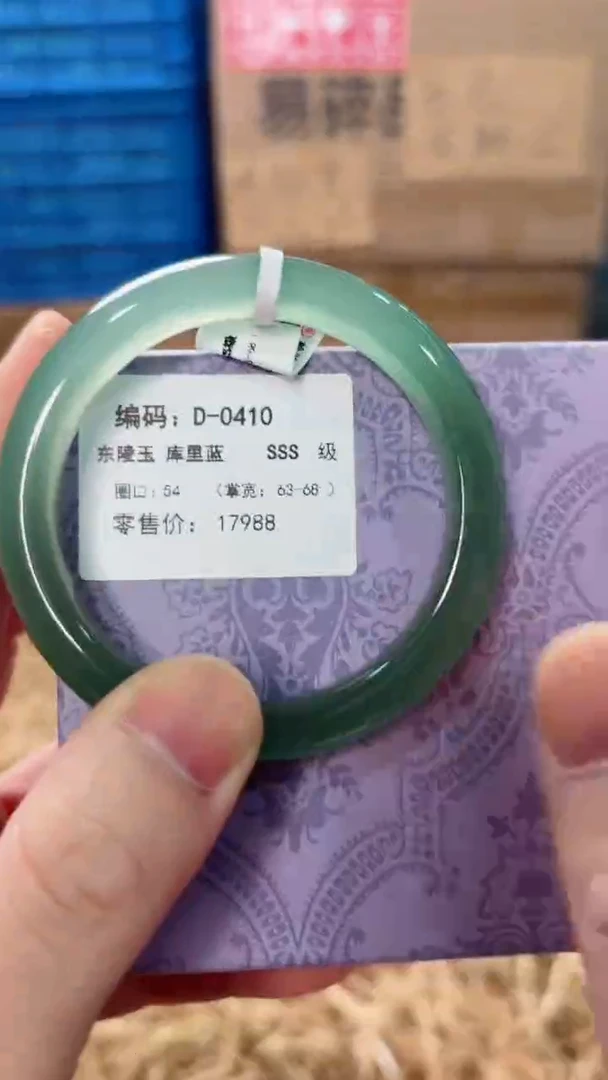 编码：D-0410
东陵玉 库里蓝 SSS 级
圈口：54 （掌宽：63-68）
零售价： 17988